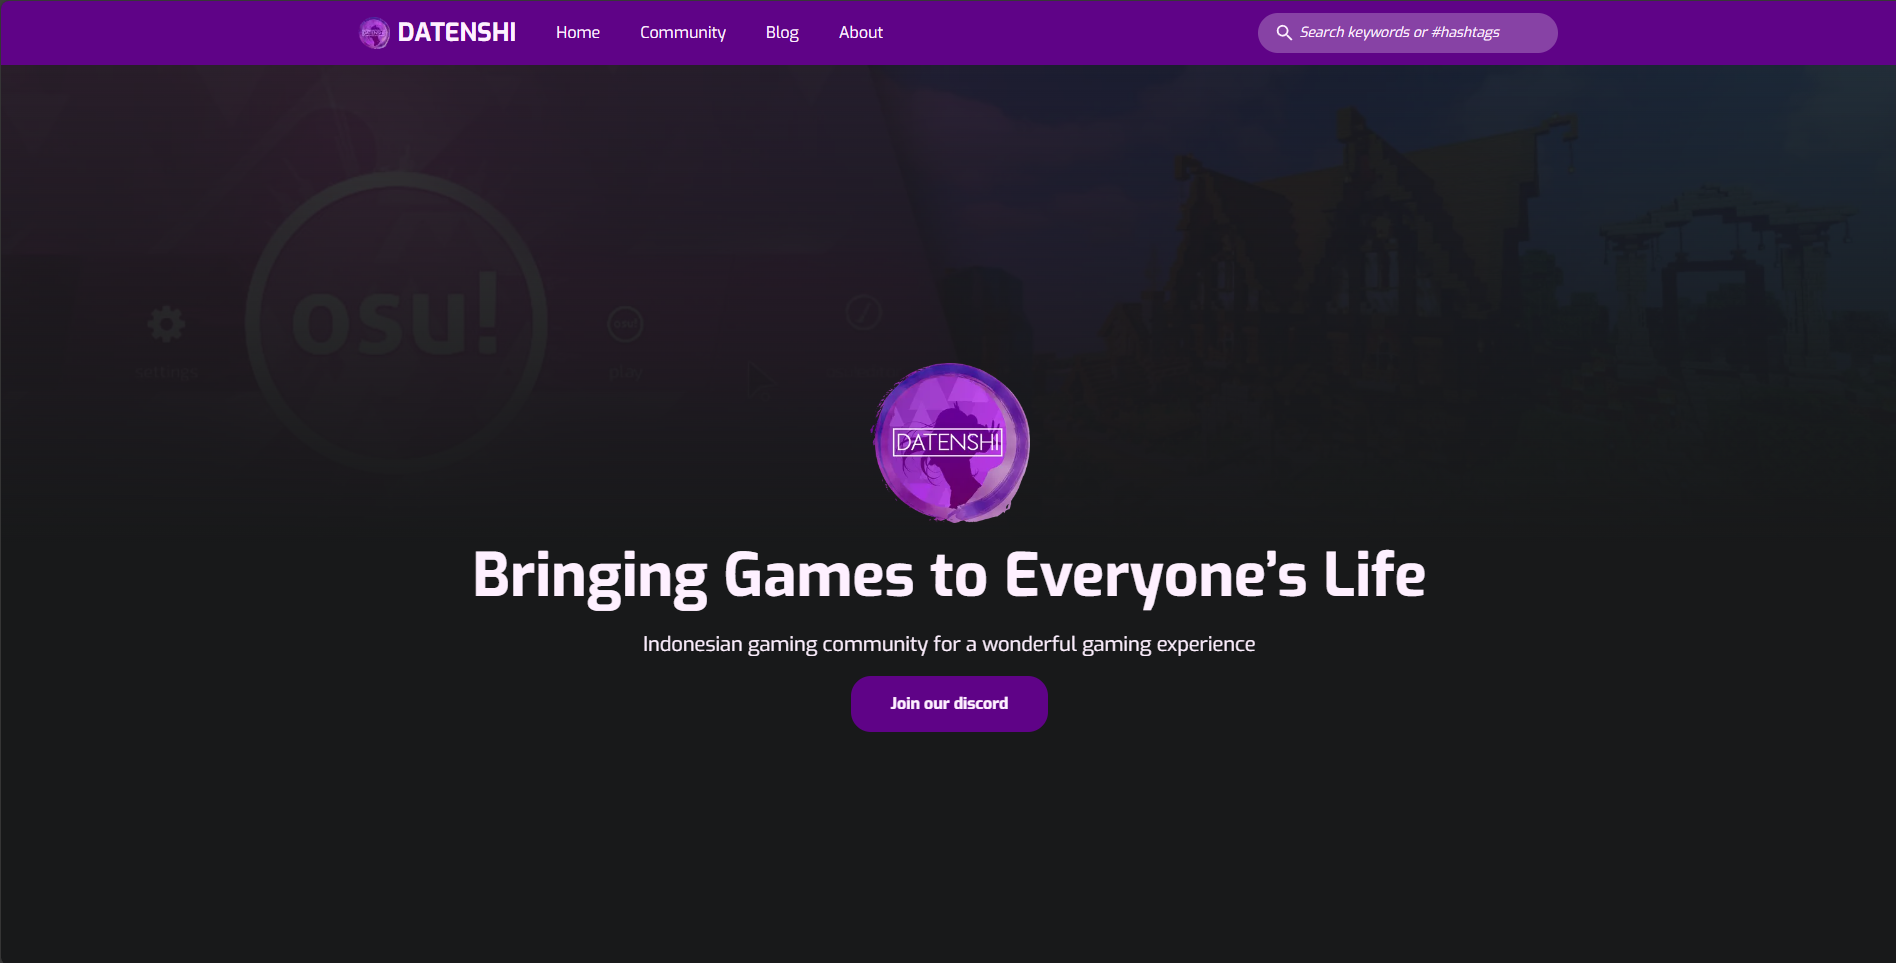 DATENSHI
Home
Community
Blog
About
Search keywords or #hashtags
osu!
settings
osu!
play
DATENSHI
Bringing Games to Everyone’s Life
Indonesian gaming community for a wonderful gaming experience
Join our discord